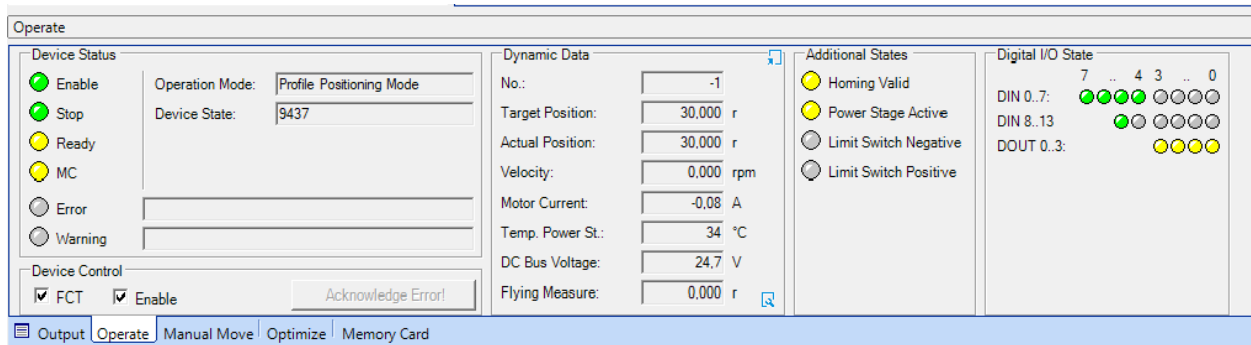 Operate
Device Status
Enable
Operation Mode: Profile Positioning Mode
Stop
Device State: 9437
Ready
MC
Error
Warning
Device Control
FCT Enable Acknowledge Error!
Dynamic Data
No.: -1
Target Position: 30,000 r
Actual Position: 30,000 r
Velocity: 0,000 rpm
Motor Current: -0,08 A
Temp. Power St.: 34 °C
DC Bus Voltage: 24,7 V
Flying Measure: 0,000 r
Additional States
Homing Valid
Power Stage Active
Limit Switch Negative
Limit Switch Positive
Digital I/O State
7 .. 4 3 .. 0
DIN 0..7:
DIN 8..13
DOUT 0..3:
Output Operate Manual Move Optimize Memory Card